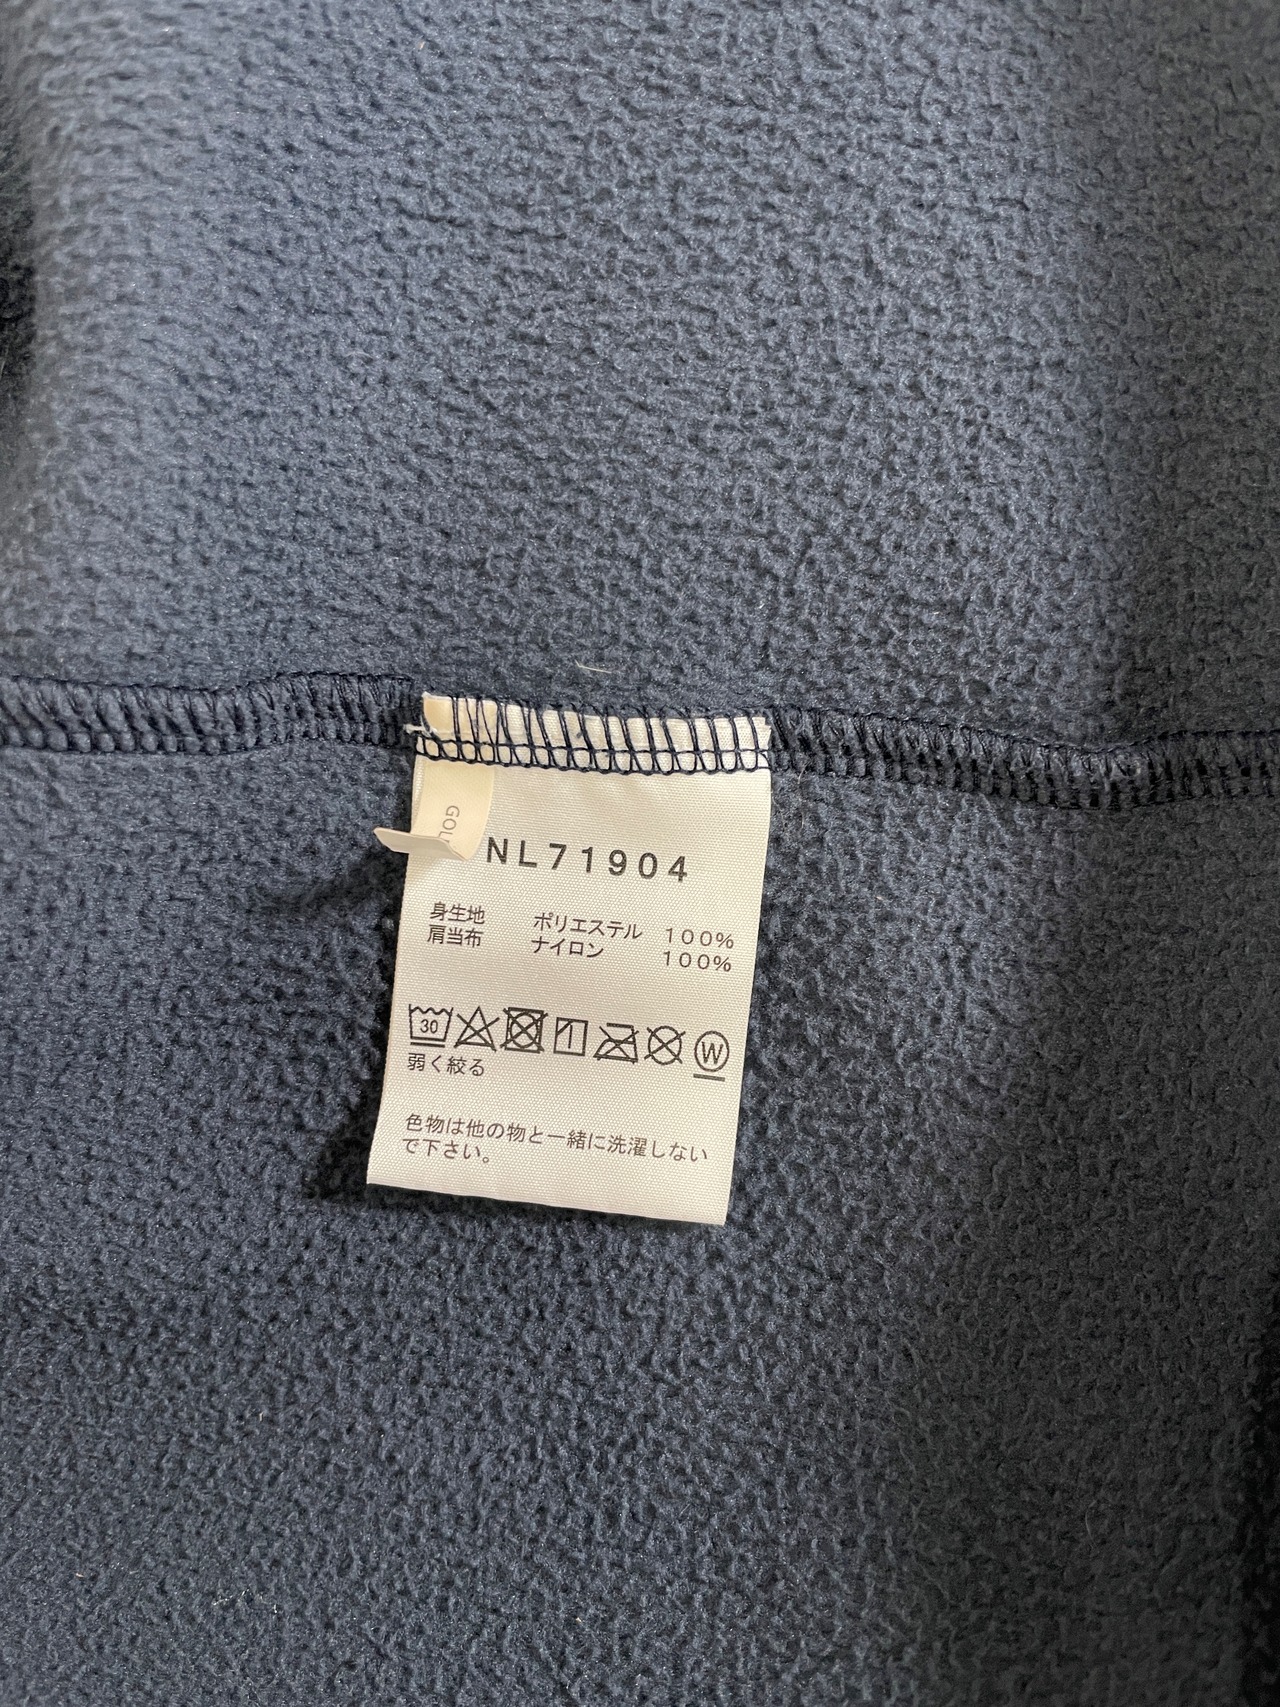 GOL
NL71904
身生地 ポリエステル 100%
肩当布 ナイロン 100%
30
W
弱く絞る
色物は他の物と一緒に洗濯しない
で下さい。